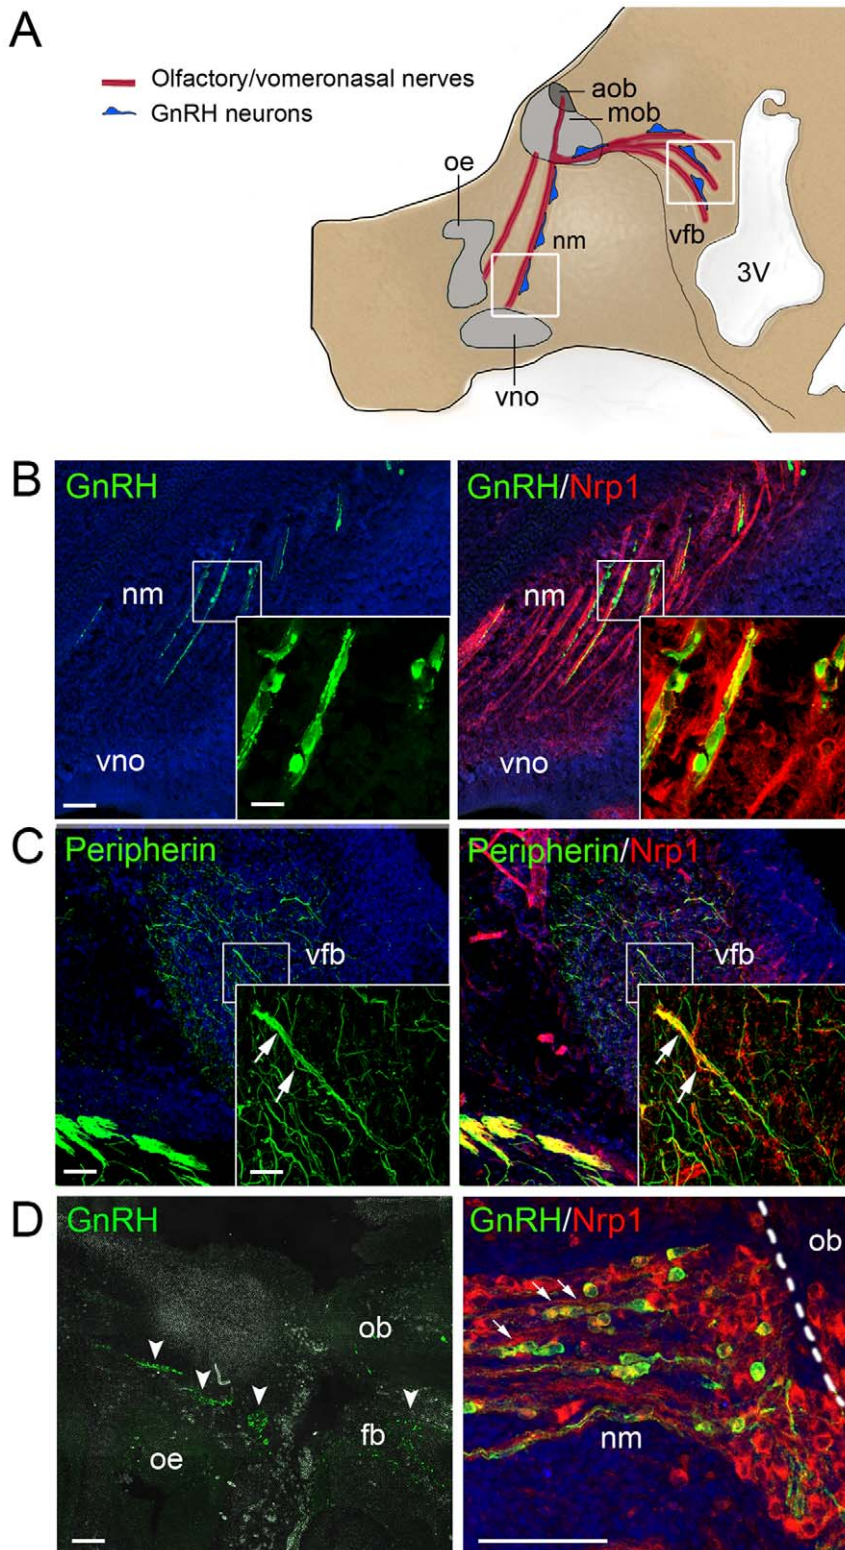 A
Olfactory/vomeronasal nerves
GnRH neurons
aob
mob
oe
nm
vfb
3V
vno
B
GnRH
nm
vno
GnRH/Nrp1
nm
vno
C
Peripherin
vfb
Peripherin/Nrp1
vfb
D
GnRH
ob
oe
fb
GnRH/Nrp1
ob
nm